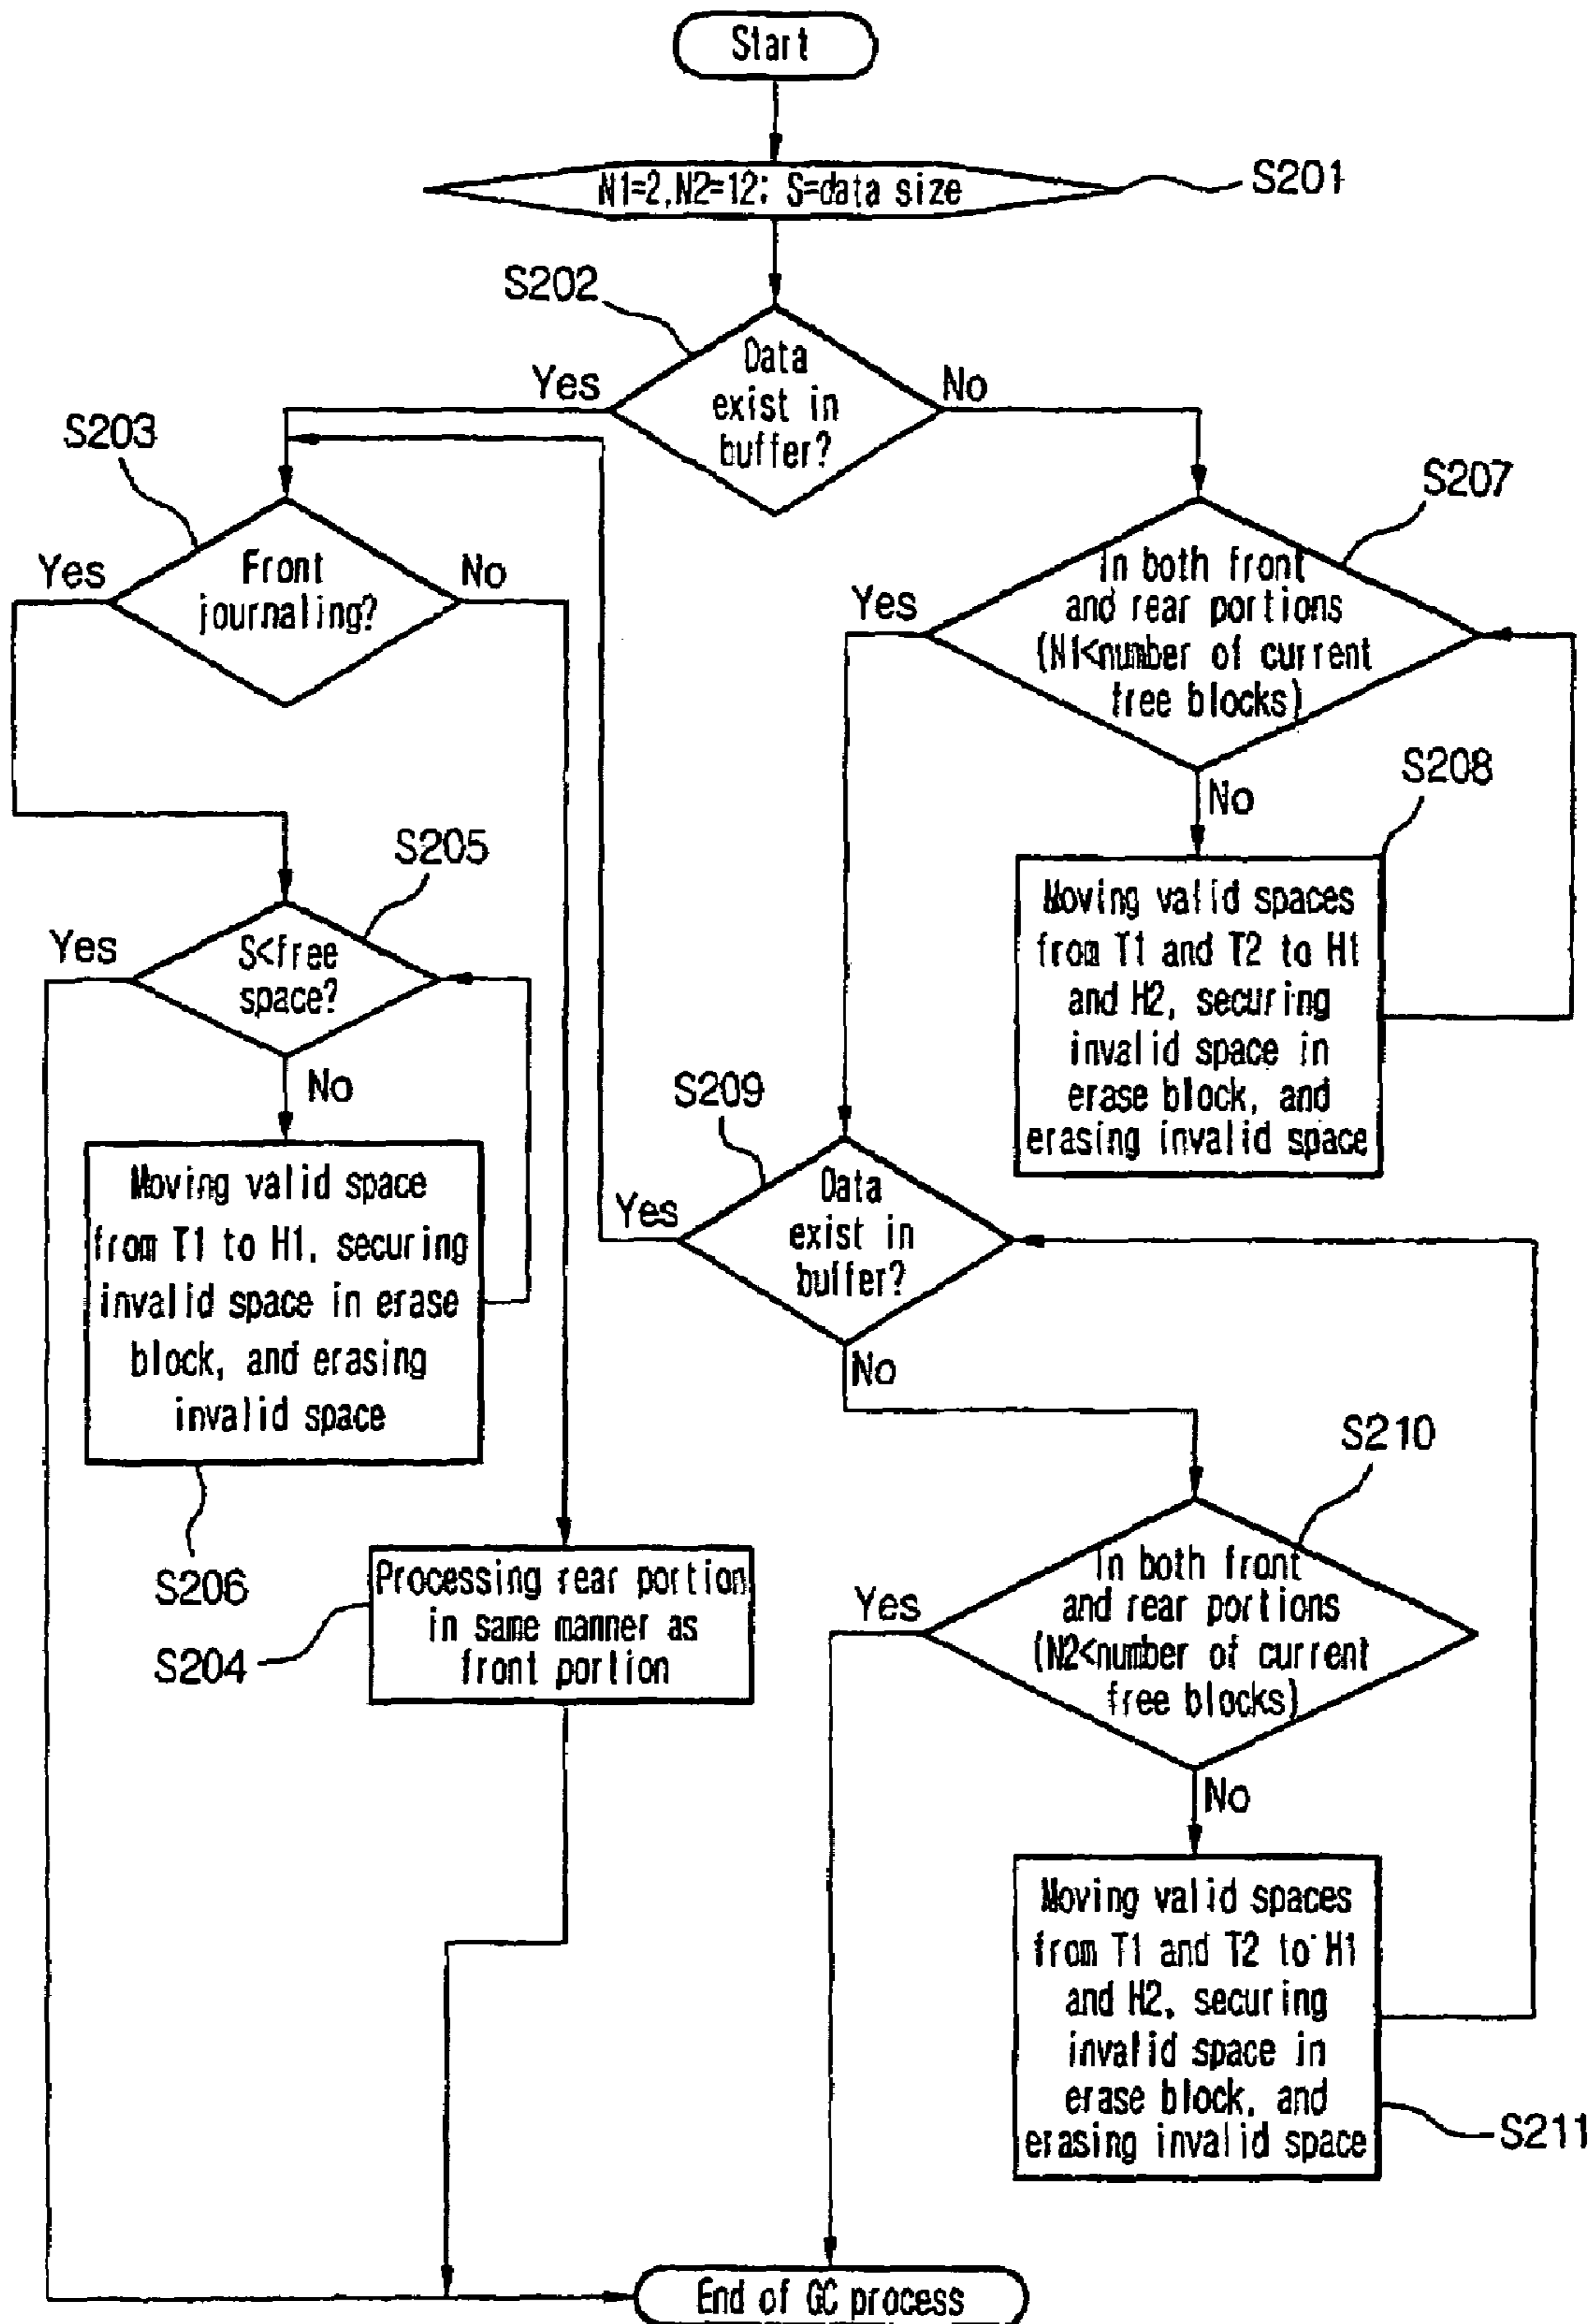 Start
N1=2,N2=12; S=data size
S201
S202
Data
exist in
buffer?
Yes
No
S203
Front
journaling?
Yes
No
S207
In both front
and rear portions
(N1<number of current
free blocks)
Yes
No
S208
Moving valid spaces
from T1 and T2 to H1
and H2, securing
invalid space in
erase block, and
erasing invalid space
S205
Yes
S<free
space?
No
Moving valid space
from T1 to H1, securing
invalid space in erase
block, and erasing
invalid space
S206
S209
Yes
Data
exist in
buffer?
No
Processing rear portion
in same manner as
front portion
S204
S210
Yes
In both front
and rear portions
(N2<number of current
free blocks)
No
Moving valid spaces
from T1 and T2 to H1
and H2, securing
invalid space in
erase block, and
erasing invalid space
S211
End of GC process